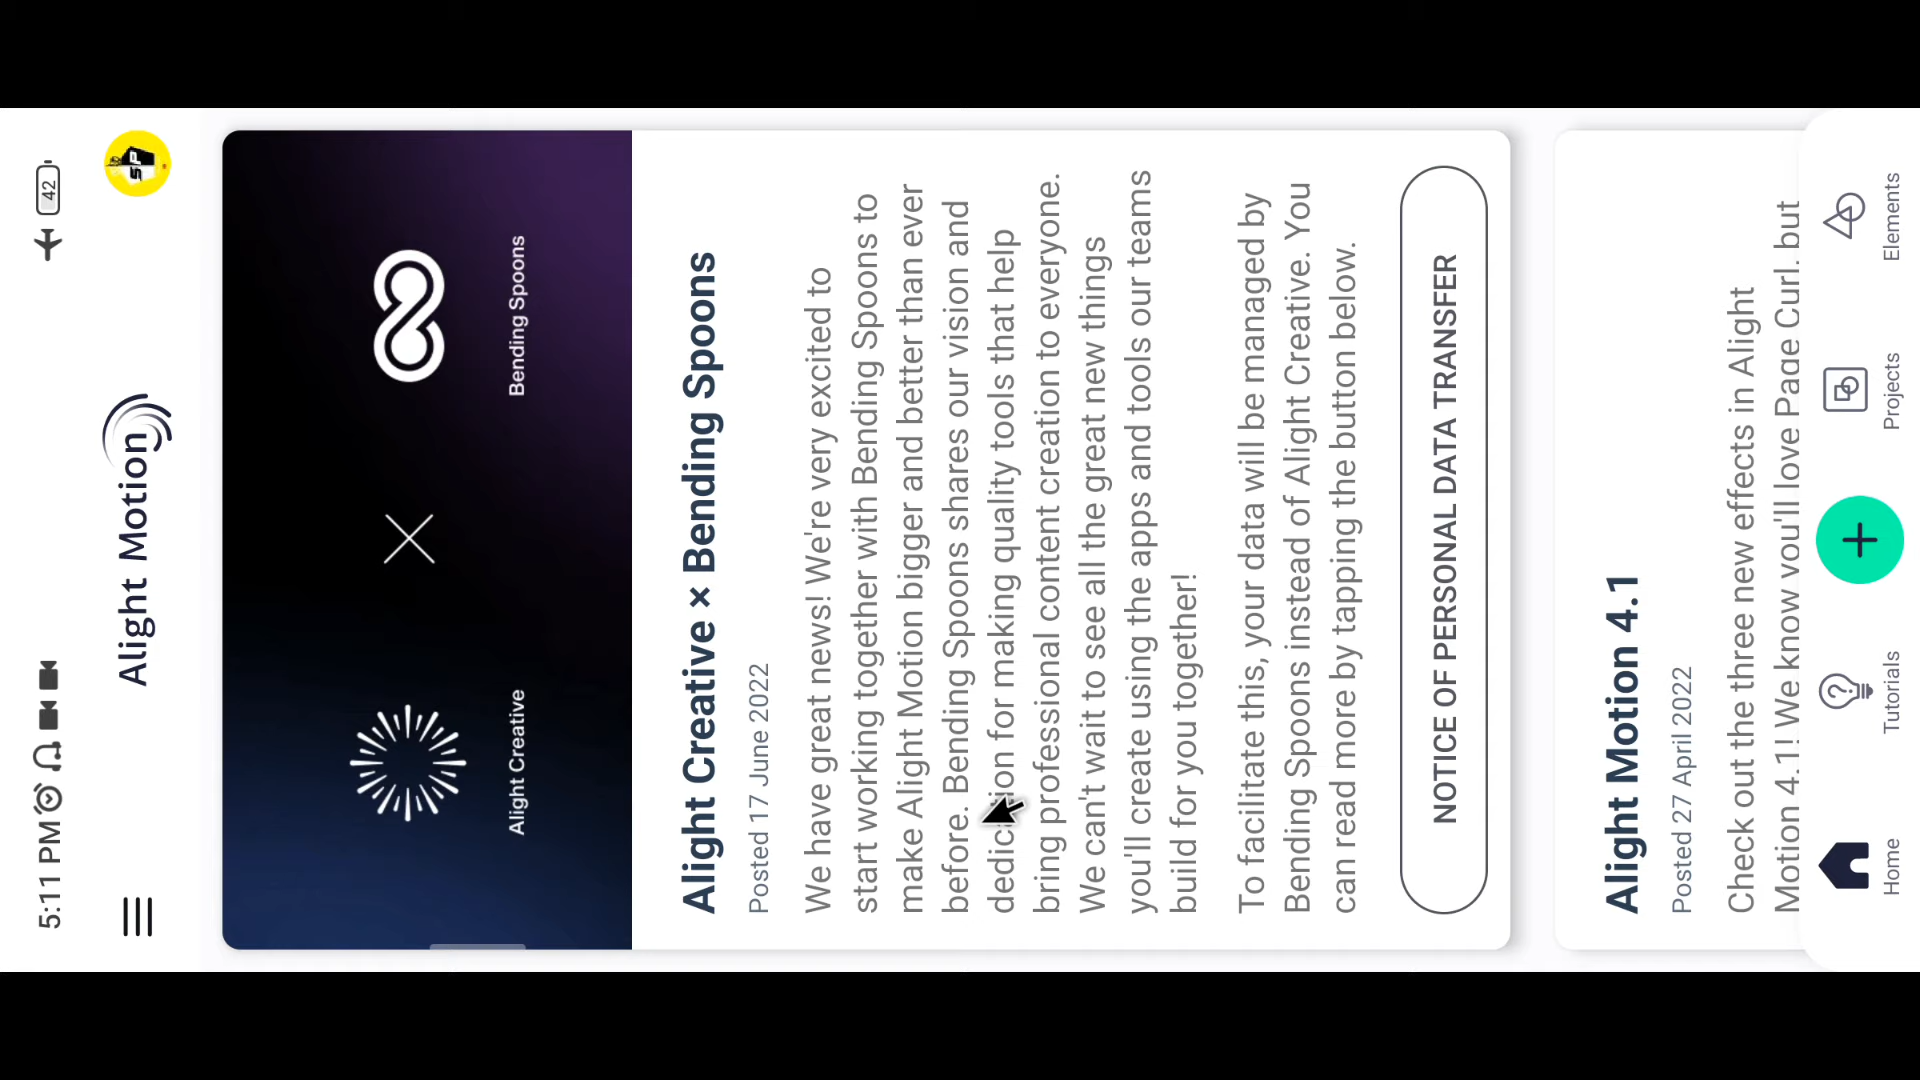 5:11 PM
42
Alight Motion
SP
Alight Creative
Bending Spoons
Alight Creative × Bending Spoons
Posted 17 June 2022
We have great news! We're very excited to
start working together with Bending Spoons to
make Alight Motion bigger and better than ever
before. Bending Spoons shares our vision and
dedication for making quality tools that help
bring professional content creation to everyone.
We can't wait to see all the great new things
you'll create using the apps and tools our teams
build for you together!
To facilitate this, your data will be managed by
Bending Spoons instead of Alight Creative. You
can read more by tapping the button below.
NOTICE OF PERSONAL DATA TRANSFER
Alight Motion 4.1
Posted 27 April 2022
Check out the three new effects in Alight
Motion 4.1! We know you'll love Page Curl, but
Home
Tutorials
Projects
Elements